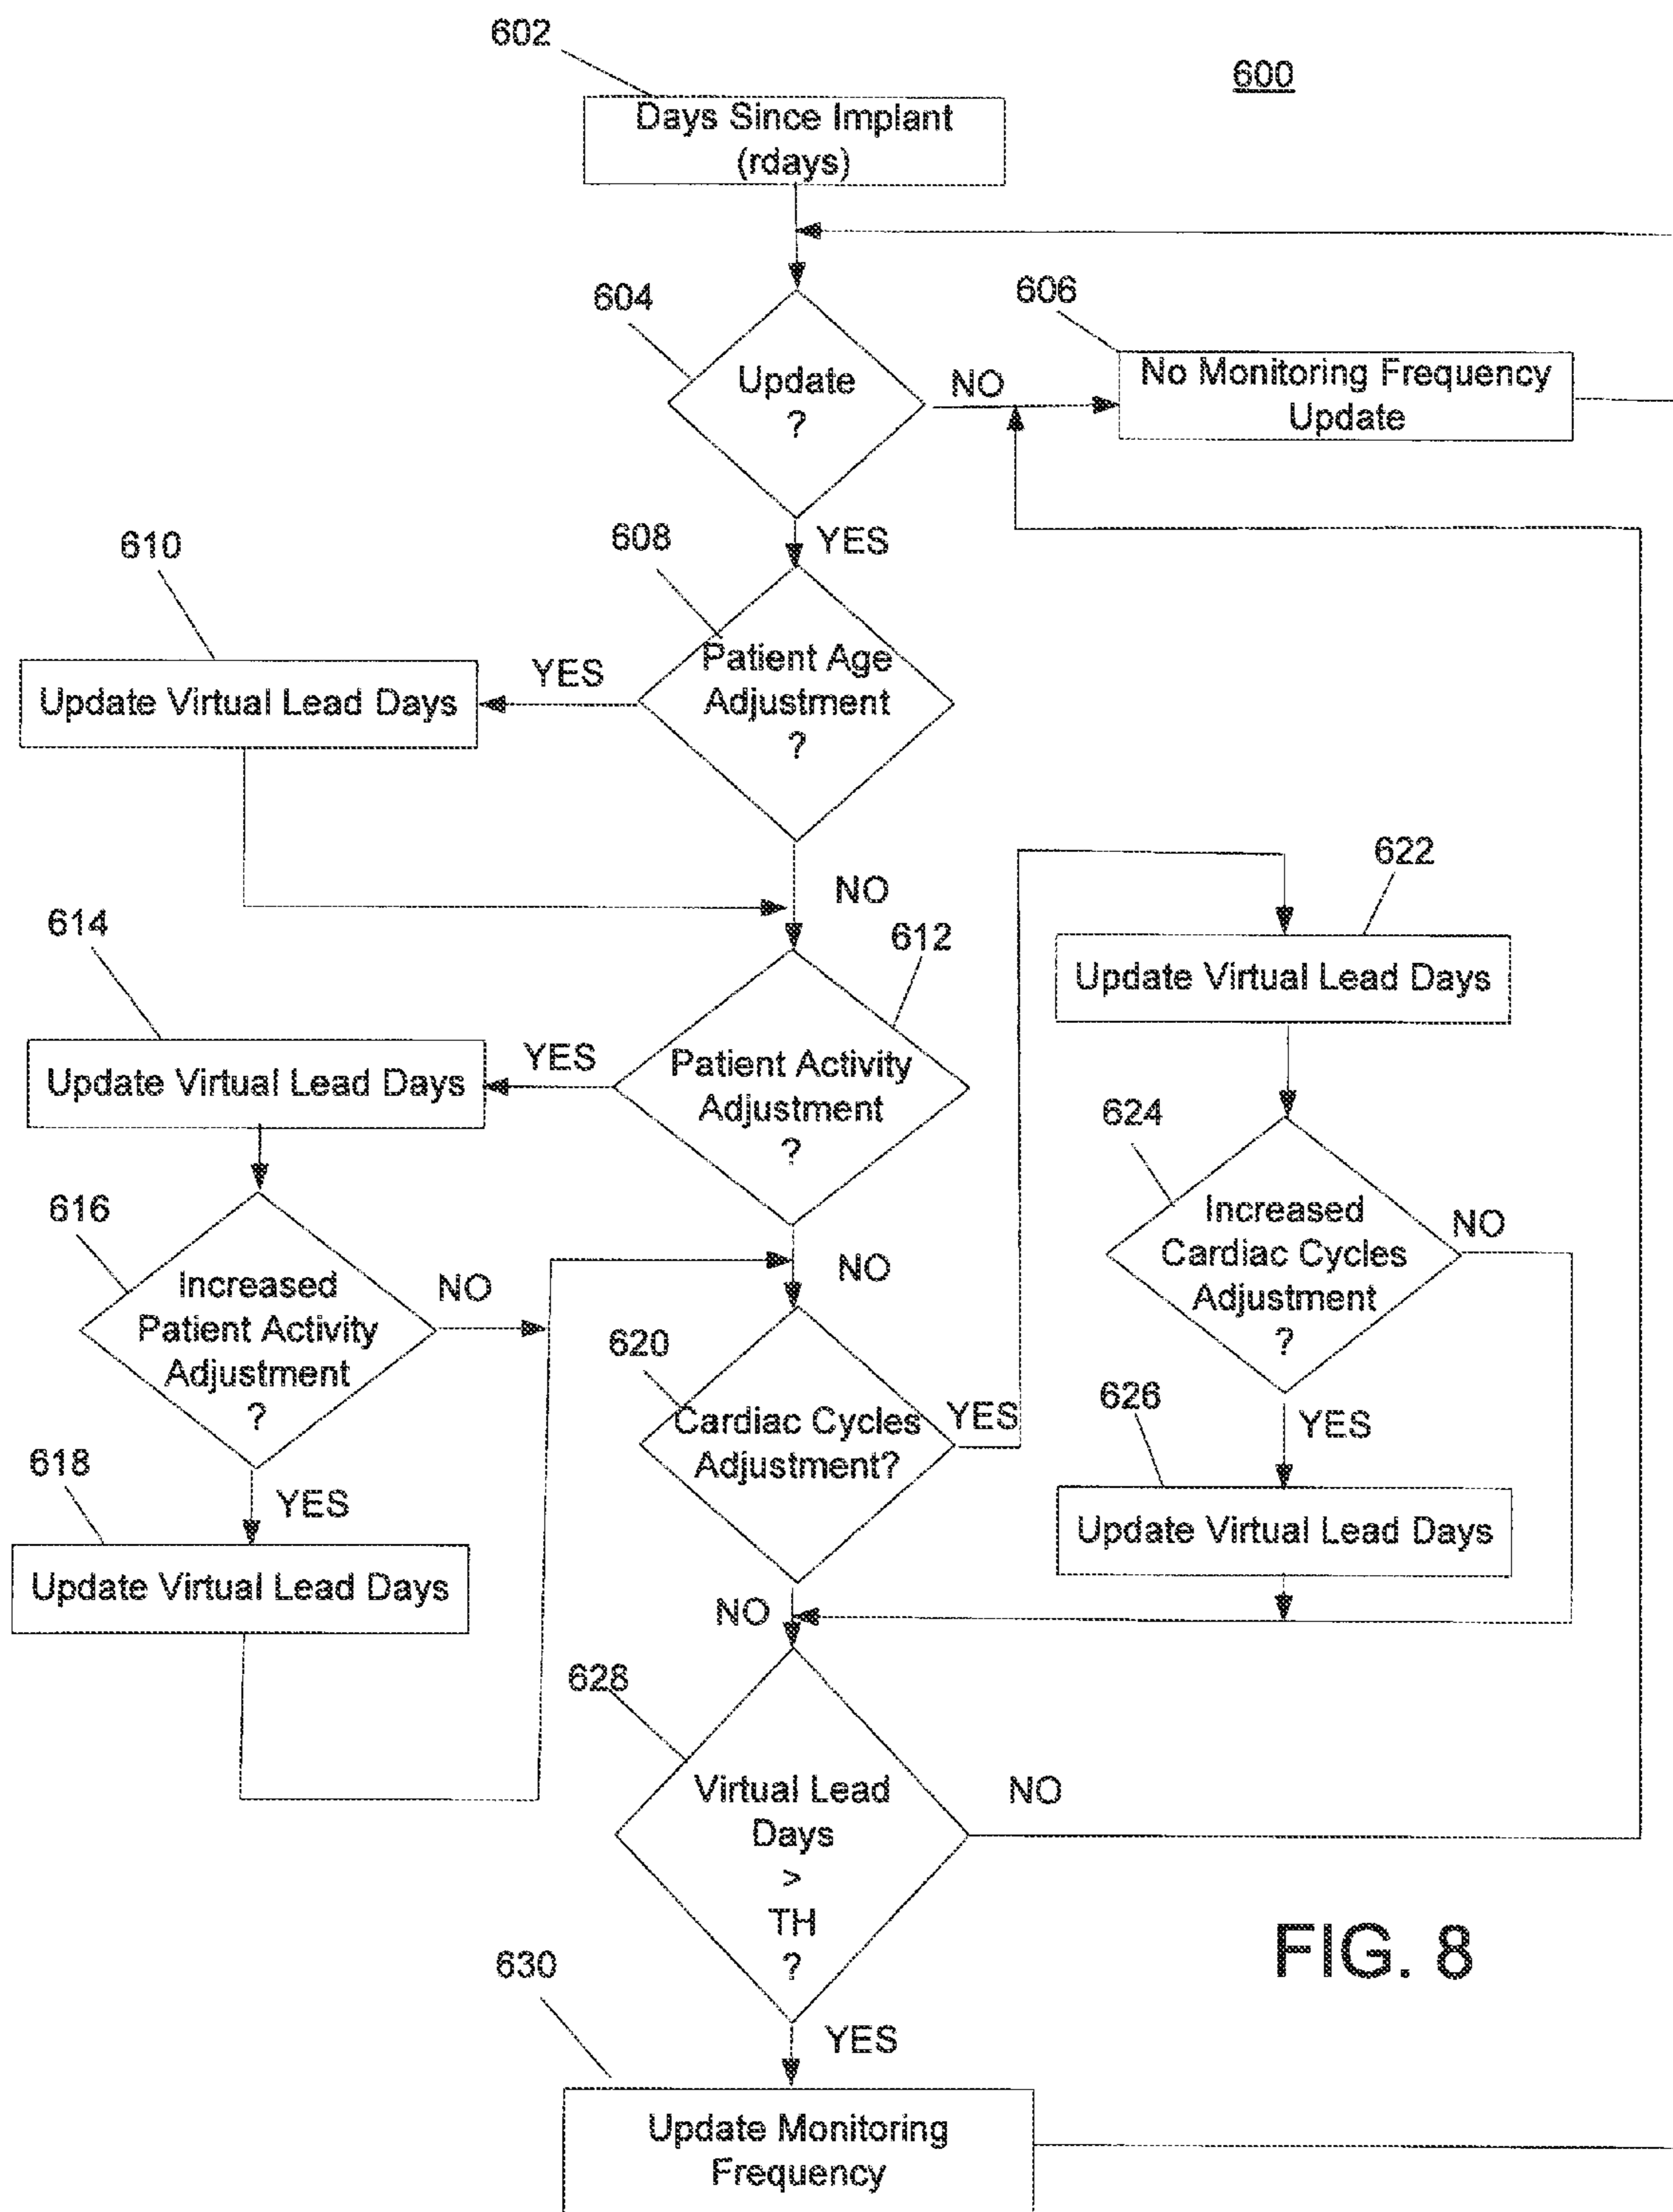 602
600
Days Since Implant
(rdays)
604
606
Update
?
NO
No Monitoring Frequency
Update
YES
610
608
Update Virtual Lead Days
YES
Patient Age
Adjustment
?
NO
622
614
612
Update Virtual Lead Days
Update Virtual Lead Days
YES
Patient Activity
Adjustment
?
624
616
Increased
Cardiac Cycles
Adjustment
?
NO
Increased
Patient Activity
Adjustment
?
NO
NO
620
Cardiac Cycles
Adjustment?
YES
626
YES
618
YES
Update Virtual Lead Days
Update Virtual Lead Days
NO
628
Virtual Lead
Days
>
TH
?
NO
FIG. 8
630
YES
Update Monitoring
Frequency